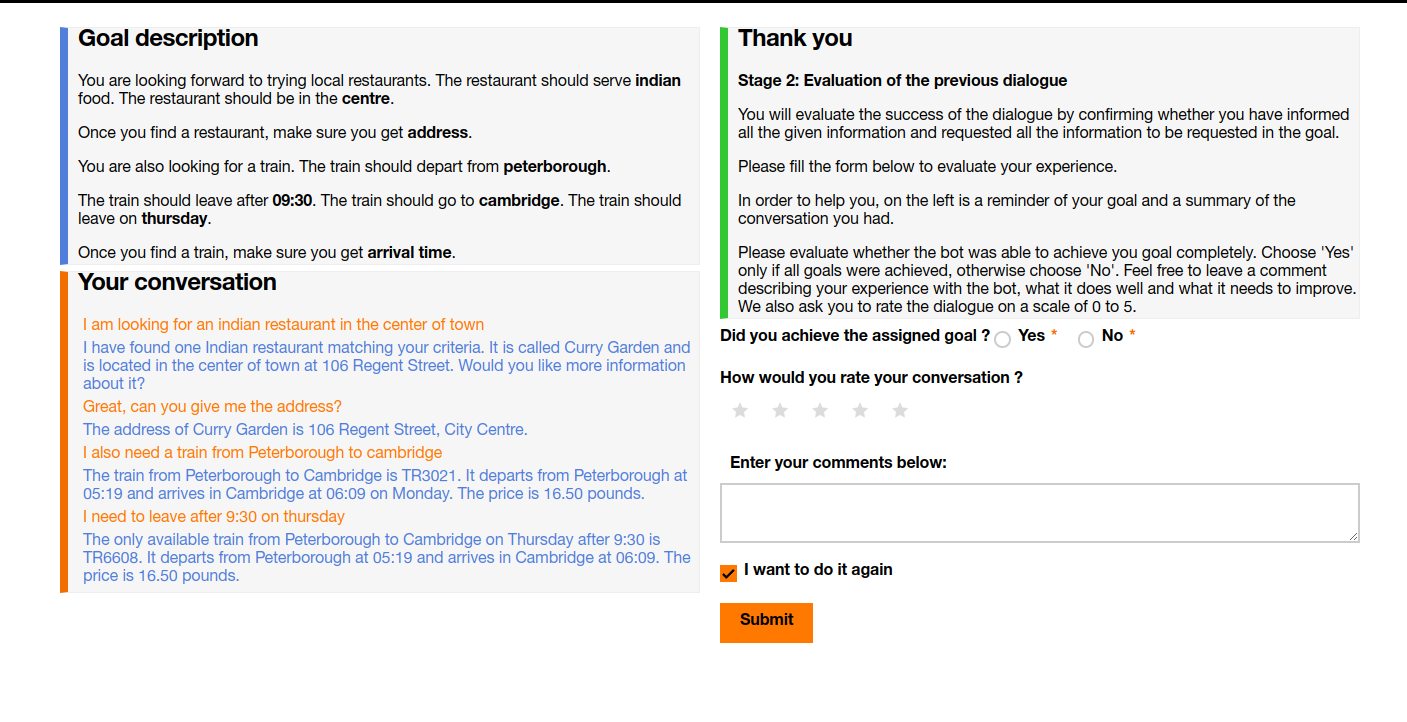 Goal description
You are looking forward to trying local restaurants. The restaurant should serve indian
food. The restaurant should be in the centre.
Once you find a restaurant, make sure you get address.
You are also looking for a train. The train should depart from peterborough.
The train should leave after 09:30. The train should go to cambridge. The train should
leave on thursday.
Once you find a train, make sure you get arrival time.
Your conversation
I am looking for an indian restaurant in the center of town
I have found one Indian restaurant matching your criteria. It is called Curry Garden and
is located in the center of town at 106 Regent Street. Would you like more information
about it?
Great, can you give me the address?
The address of Curry Garden is 106 Regent Street, City Centre.
I also need a train from Peterborough to cambridge
The train from Peterborough to Cambridge is TR3021. It departs from Peterborough at
05:19 and arrives in Cambridge at 06:09 on Monday. The price is 16.50 pounds.
I need to leave after 9:30 on thursday
The only available train from Peterborough to Cambridge on Thursday after 9:30 is
TR6608. It departs from Peterborough at 05:19 and arrives in Cambridge at 06:09. The
price is 16.50 pounds.
Thank you
Stage 2: Evaluation of the previous dialogue
You will evaluate the success of the dialogue by confirming whether you have informed
all the given information and requested all the information to be requested in the goal.
Please fill the form below to evaluate your experience.
In order to help you, on the left is a reminder of your goal and a summary of the
conversation you had.
Please evaluate whether the bot was able to achieve you goal completely. Choose 'Yes'
only if all goals were achieved, otherwise choose 'No'. Feel free to leave a comment
describing your experience with the bot, what it does well and what it needs to improve.
We also ask you to rate the dialogue on a scale of 0 to 5.
Did you achieve the assigned goal ? Yes * No *
How would you rate your conversation ?
Enter your comments below:
I want to do it again
Submit